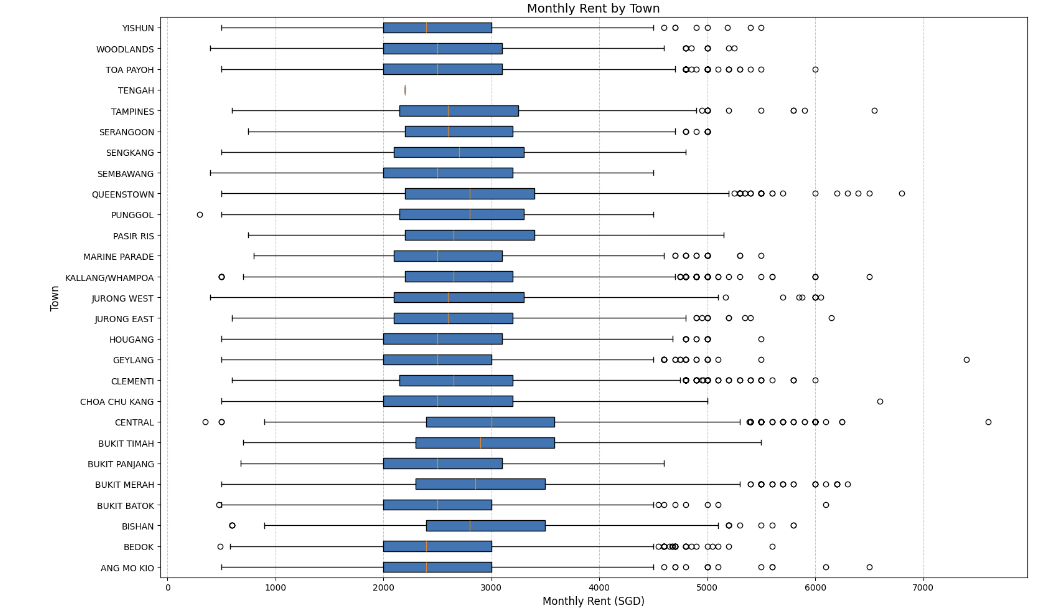 Monthly Rent by Town
YISHUN
WOODLANDS
TOA PAYOH
TENGAH
TAMPINES
SERANGOON
SENGKANG
SEMBAWANG
QUEENSTOWN
PUNGGOL
PASIR RIS
MARINE PARADE
KALLANG/WHAMPOA
JURONG WEST
JURONG EAST
HOUGANG
GEYLANG
CLEMENTI
CHOA CHU KANG
CENTRAL
BUKIT TIMAH
BUKIT PANJANG
BUKIT MERAH
BUKIT BATOK
BISHAN
BEDOK
ANG MO KIO
Town
0 1000 2000 3000 4000 5000 6000 7000
Monthly Rent (SGD)